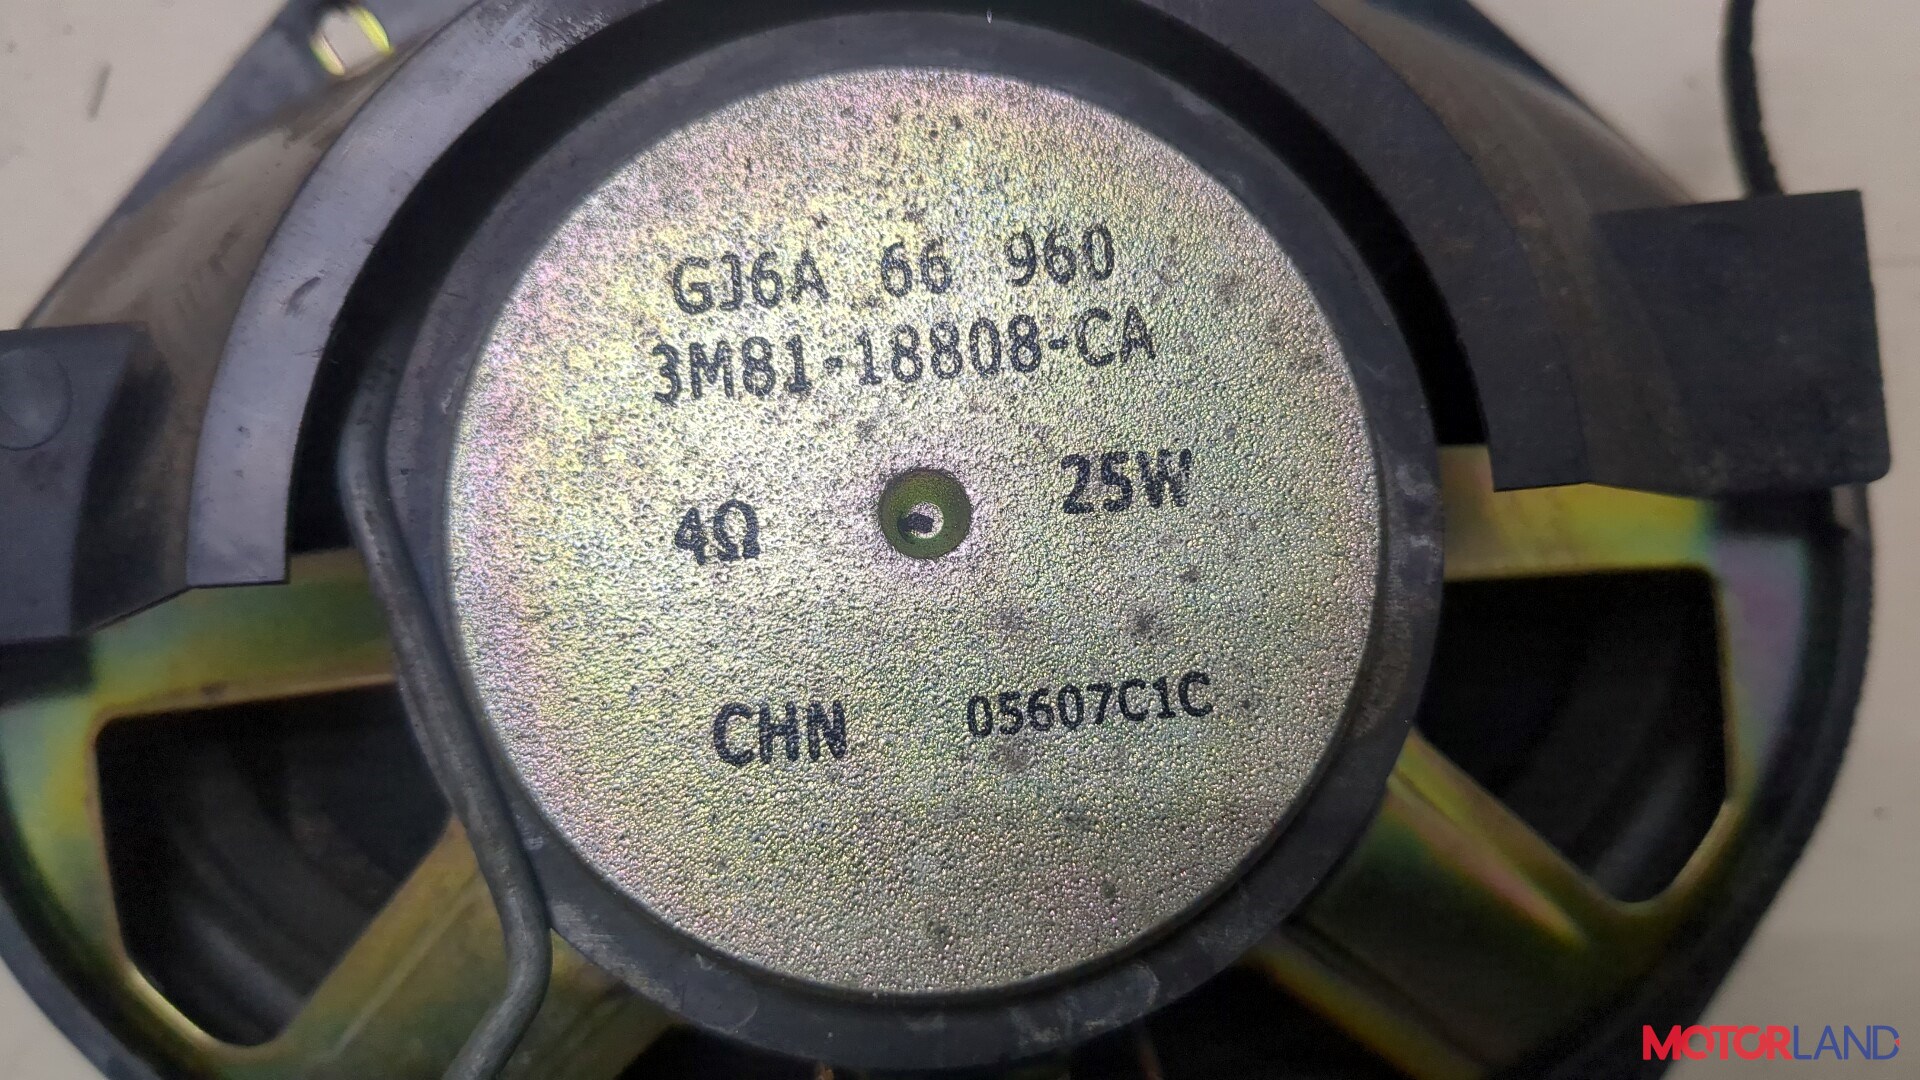 GJ6A 66 960
3M81-18808-CA
4Ω 25W
CHN 05607C1C
MOTORLAND